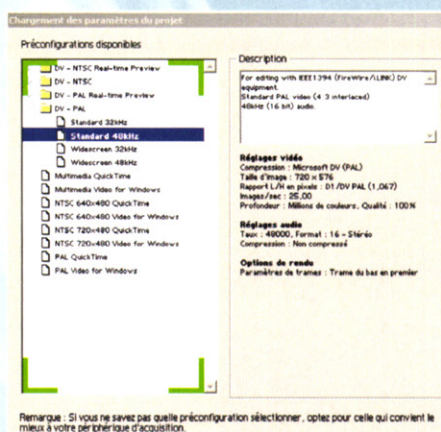 Chargement des paramètres du projet
Préconfigurations disponibles
DV - NTSC Real-time Preview
DV - NTSC
DV - PAL Real-time Preview
DV - PAL
Standard 32kHz
Standard 48kHz
Widescreen 32kHz
Widescreen 48kHz
Multimedia QuickTime
Multimedia Video for Windows
NTSC 640x480 QuickTime
NTSC 640x480 Video for Windows
NTSC 720x480 QuickTime
NTSC 720x480 Video for Windows
PAL QuickTime
PAL Video for Windows
Description
For editing with IEEE1394 (FireWire/i.LINK) DV
equipment.
Standard PAL video (4:3 interlaced)
48kHz (16 bit) audio.
Réglages vidéo
Compression : Microsoft DV (PAL)
Taille d'image : 720 x 576
Rapport L/H en pixels : D1/DV PAL (1,067)
Images/sec : 25,00
Profondeur : Millions de couleurs, Qualité : 100%
Réglages audio
Taux : 48000, Format : 16 - Stéréo
Compression : Non compressé
Options de rendu
Paramètres de trames : Trame du bas en premier
Remarque : Si vous ne savez pas quelle préconfiguration sélectionner, optez pour celle qui convient le
mieux à votre périphérique d'acquisition.